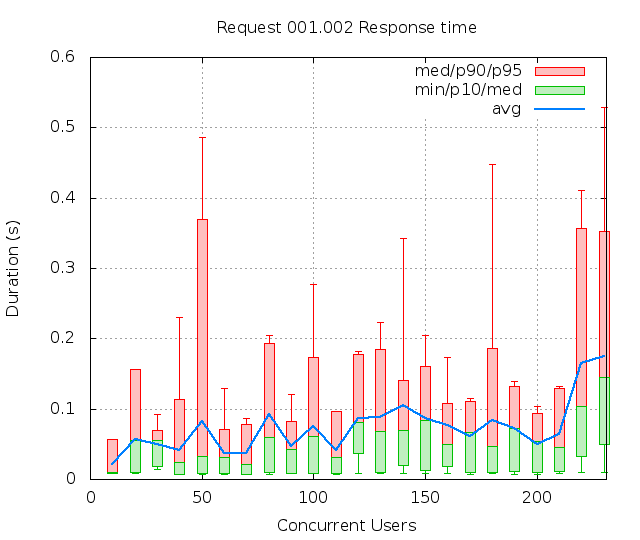 Request 001.002 Response time
0.6
0.5
0.4
0.3
0.2
0.1
0
Duration (s)
med/p90/p95
min/p10/med
avg
0 50 100 150 200
Concurrent Users